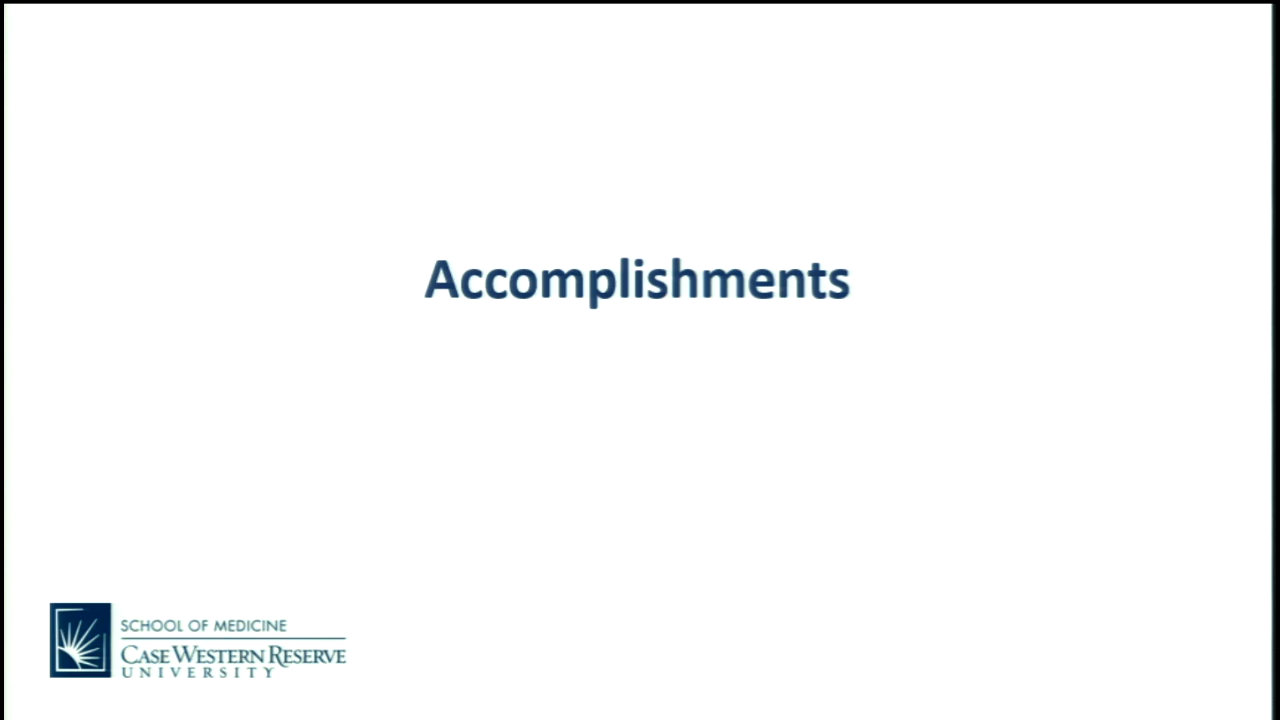 Accomplishments
SCHOOL OF MEDICINE
CASE WESTERN RESERVE
UNIVERSITY